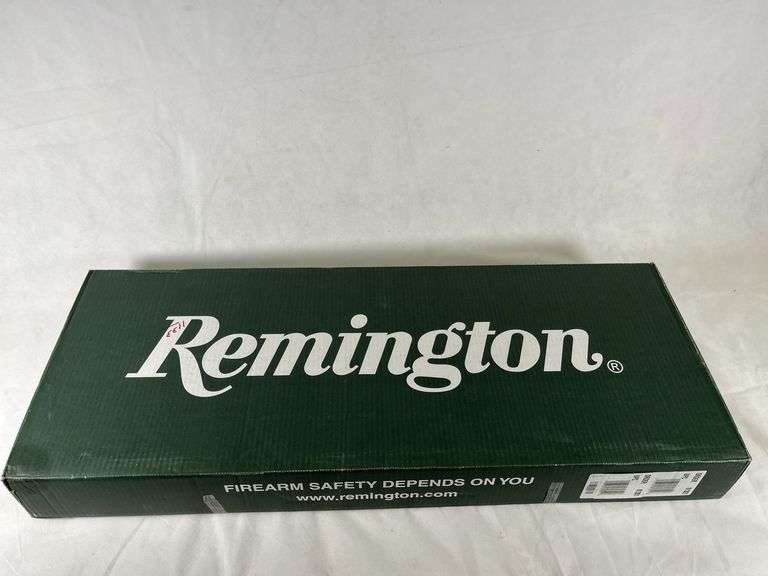 Remington®
FIREARM SAFETY DEPENDS ON YOU
www.remington.com